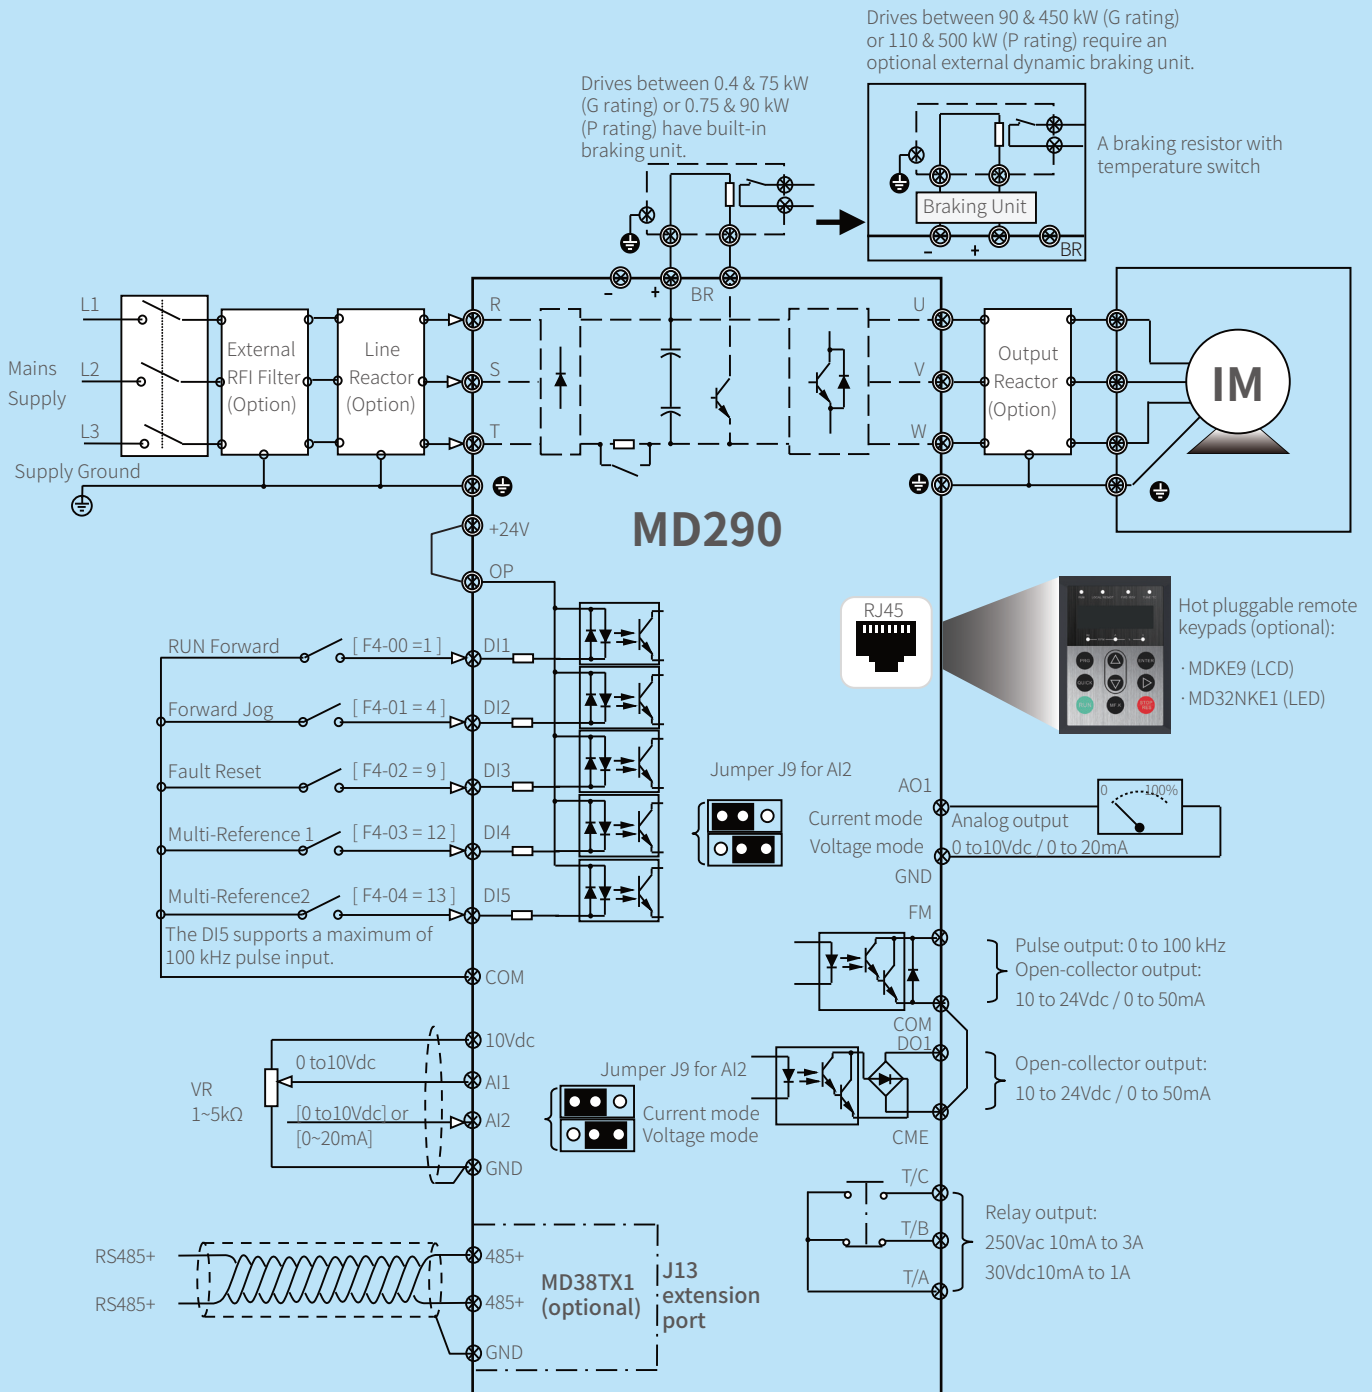 Drives between 90 & 450 kW (G rating)
or 110 & 500 kW (P rating) require an
optional external dynamic braking unit.
Drives between 0.4 & 75 kW
(G rating) or 0.75 & 90 kW
(P rating) have built-in
braking unit.
A braking resistor with
temperature switch
Braking Unit
–
+
BR
–
+
BR
Mains
Supply
L1
L2
L3
Supply Ground
External
RFI Filter
(Option)
Line
Reactor
(Option)
R
S
T
U
V
W
Output
Reactor
(Option)
IM
MD290
+24V
OP
RUN Forward
[ F4-00 =1 ]
DI1
Forward Jog
[ F4-01 = 4 ]
DI2
Fault Reset
[ F4-02 = 9 ]
DI3
Multi-Reference 1
[ F4-03 = 12 ]
DI4
Multi-Reference2
[ F4-04 = 13 ]
DI5
The DI5 supports a maximum of
100 kHz pulse input.
COM
RJ45
PRG
ENTER
QUICK
RUN
MF.K
STOP
RES
Hot pluggable remote
keypads (optional):
· MDKE9 (LCD)
· MD32NKE1 (LED)
Jumper J9 for AI2
Current mode
Voltage mode
AO1
Analog output
0 to10Vdc / 0 to 20mA
GND
0
100%
FM
Pulse output: 0 to 100 kHz
Open-collector output:
10 to 24Vdc / 0 to 50mA
COM
DO1
Open-collector output:
10 to 24Vdc / 0 to 50mA
CME
10Vdc
0 to10Vdc
VR
1~5kΩ
AI1
[0 to10Vdc] or
[0~20mA]
AI2
GND
Jumper J9 for AI2
Current mode
Voltage mode
T/C
T/B
T/A
Relay output:
250Vac 10mA to 3A
30Vdc10mA to 1A
RS485+
RS485+
485+
485+
GND
MD38TX1
(optional)
J13
extension
port